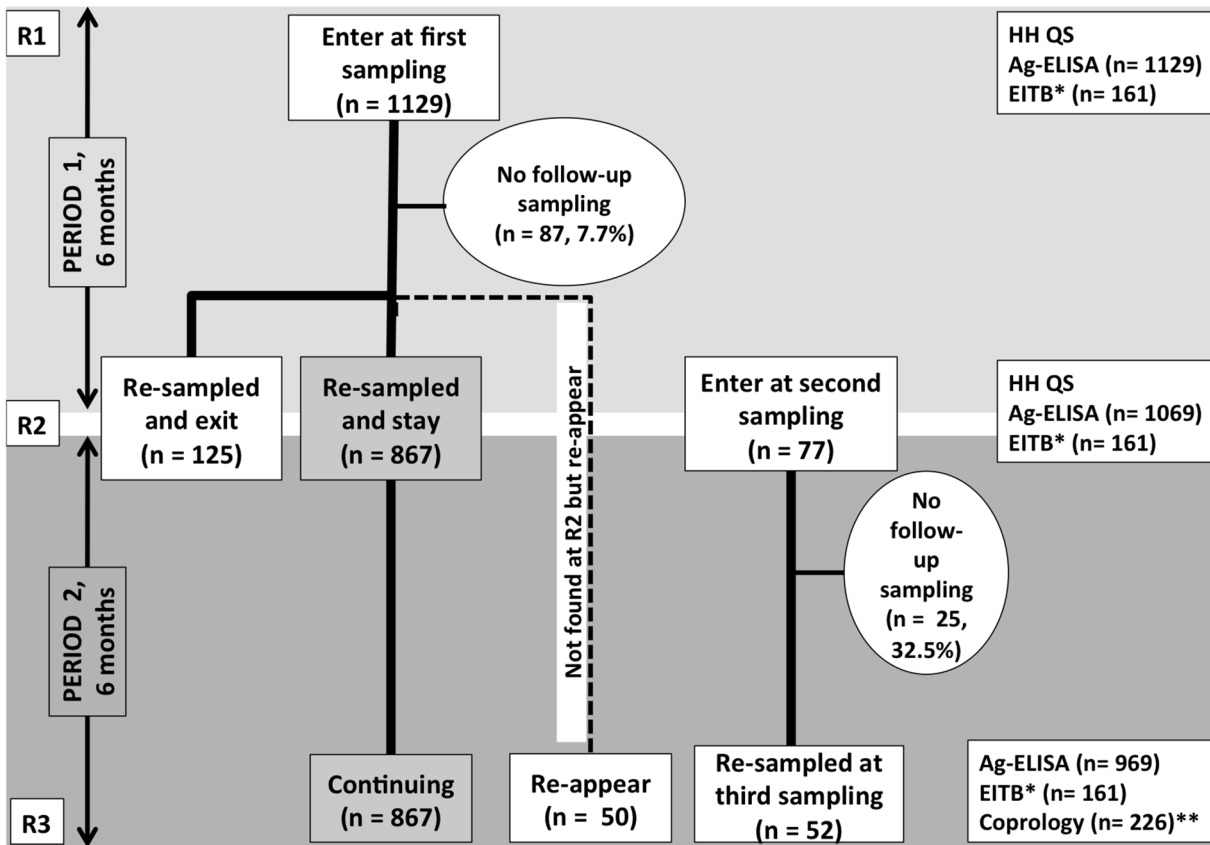 R1
Enter at first
sampling
(n = 1129)
HH QS
Ag-ELISA (n= 1129)
EITB* (n= 161)
PERIOD 1,
6 months
No follow-up
sampling
(n = 87, 7.7%)
Re-sampled
and exit
(n = 125)
Re-sampled
and stay
(n = 867)
Not found at R2 but re-appear
Enter at second
sampling
(n = 77)
HH QS
Ag-ELISA (n= 1069)
EITB* (n= 161)
R2
PERIOD 2,
6 months
No
follow-
up
sampling
(n = 25,
32.5%)
Continuing
(n = 867)
Re-appear
(n = 50)
Re-sampled at
third sampling
(n = 52)
Ag-ELISA (n= 969)
EITB* (n= 161)
Coprology (n= 226)**
R3